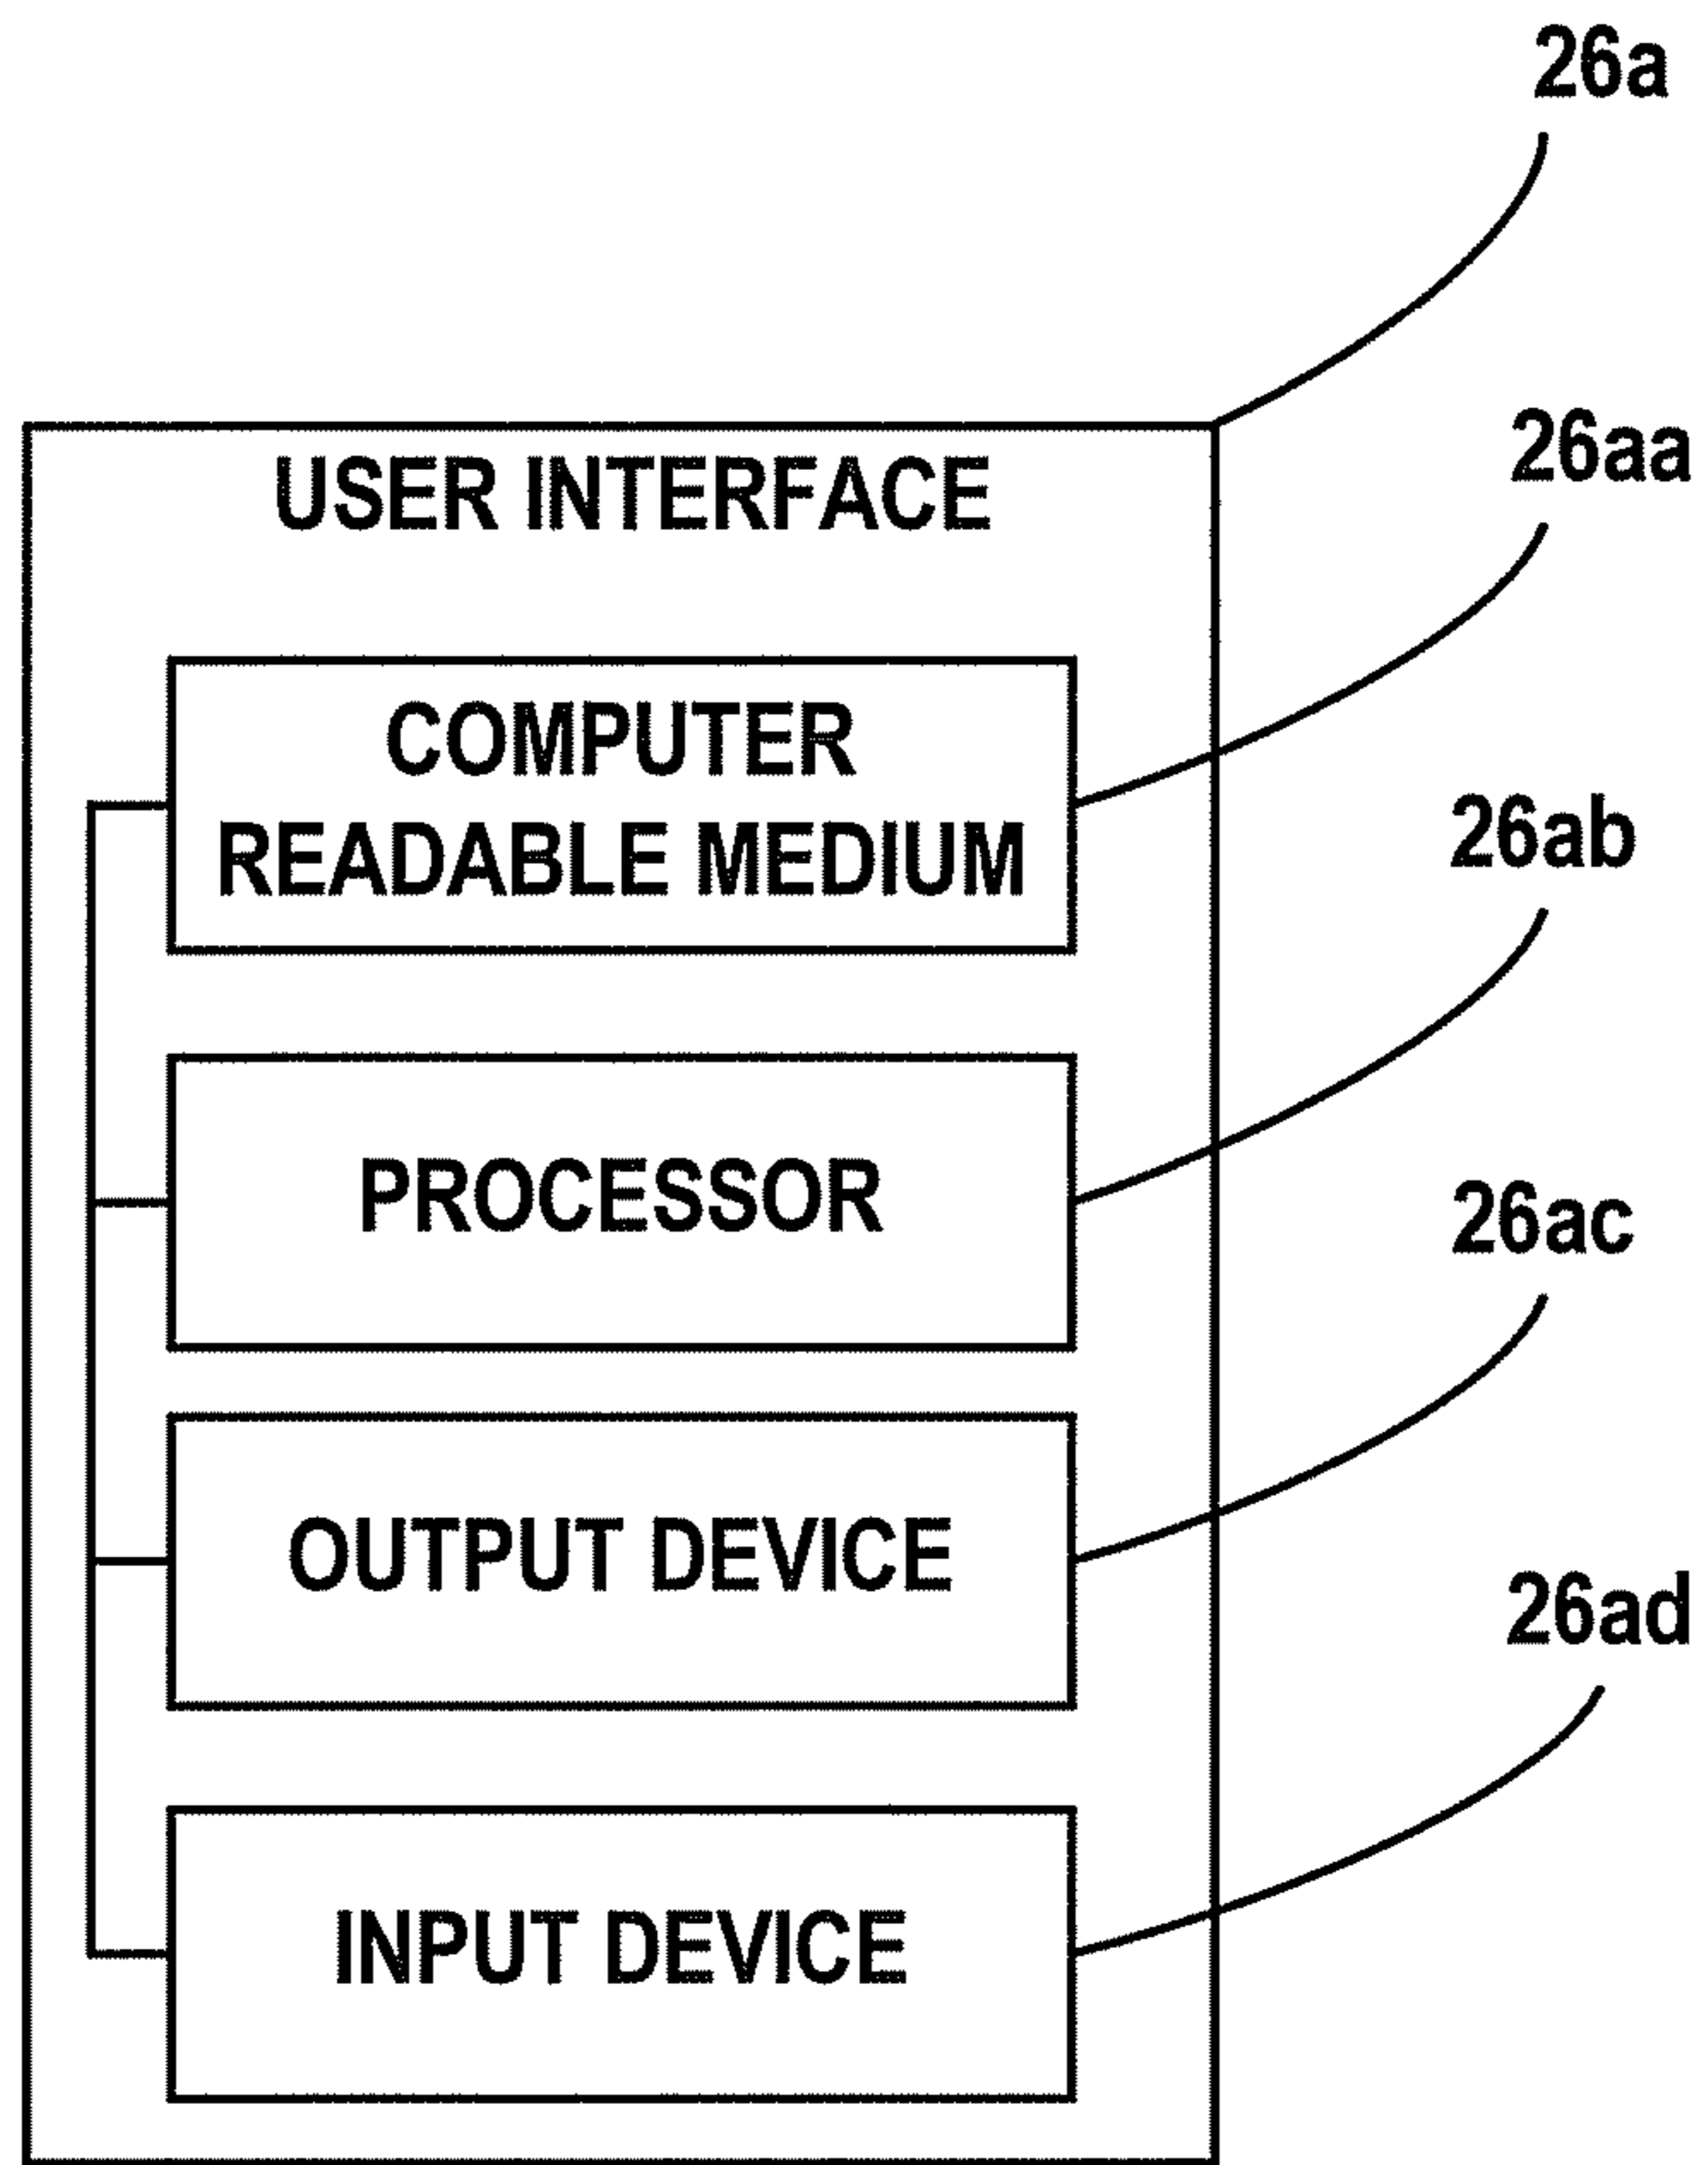 26a
USER INTERFACE
26aa
COMPUTER
READABLE MEDIUM
26ab
PROCESSOR
26ac
OUTPUT DEVICE
26ad
INPUT DEVICE